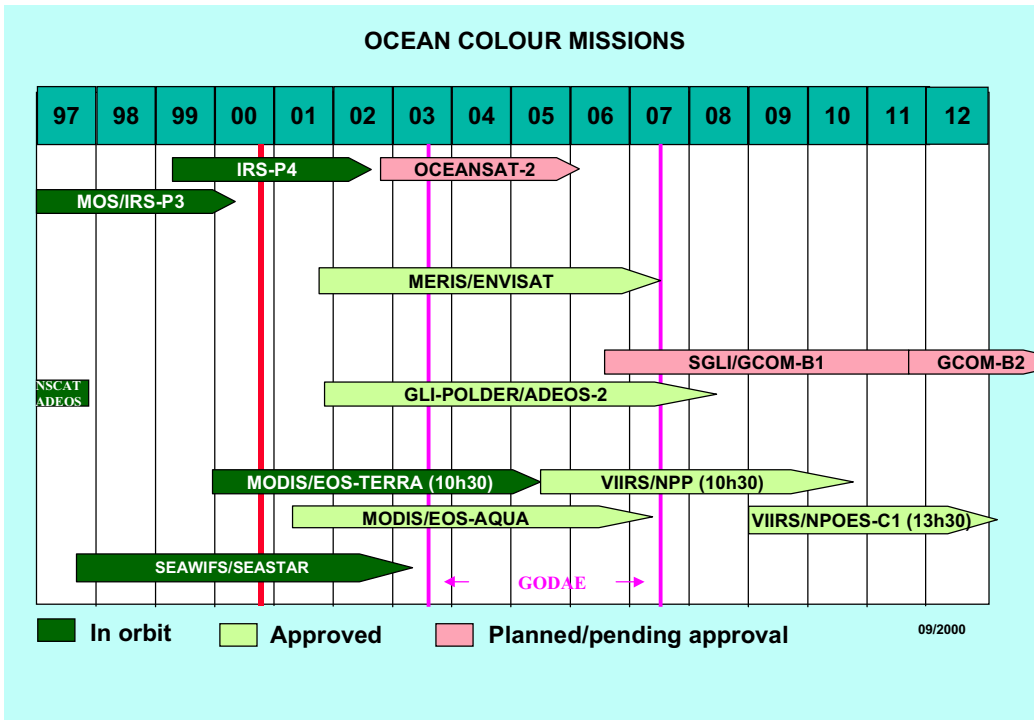 OCEAN COLOUR MISSIONS
97 98 99 00 01 02 03 04 05 06 07 08 09 10 11 12
IRS-P4 OCEANSAT-2
MOS/IRS-P3
MERIS/ENVISAT
SGLI/GCOM-B1 GCOM-B2
NSCAT
ADEOS
GLI-POLDER/ADEOS-2
MODIS/EOS-TERRA (10h30) VIIRS/NPP (10h30)
MODIS/EOS-AQUA VIIRS/NPOES-C1 (13h30)
SEAWIFS/SEASTAR
GODAE
In orbit Approved Planned/pending approval 09/2000